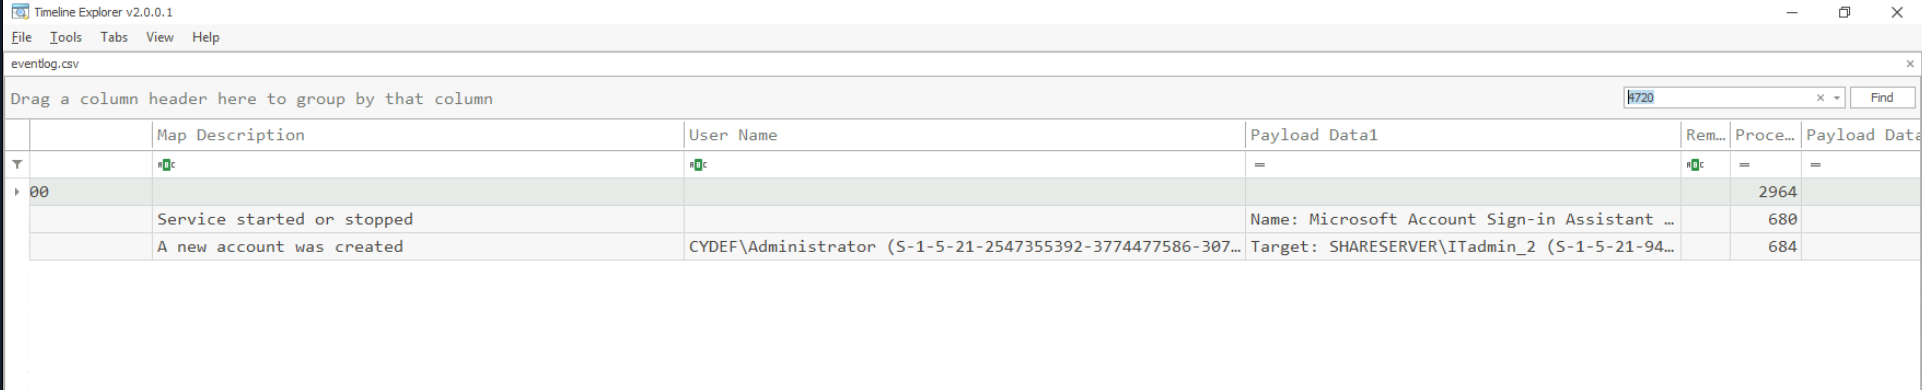 Timeline Explorer v2.0.0.1
File Tools Tabs View Help
eventlog.csv
Drag a column header here to group by that column
4720
Find
Map Description User Name Payload Data1 Rem… Proce… Payload Data
= = =
00 2964
Service started or stopped Name: Microsoft Account Sign-in Assistant … 680
A new account was created CYDEF\Administrator (S-1-5-21-2547355392-3774477586-307… Target: SHARESERVER\ITadmin_2 (S-1-5-21-94… 684